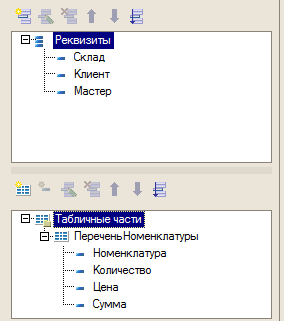 Реквизиты
Склад
Клиент
Мастер
Табличные части
ПереченьНоменклатуры
Номенклатура
Количество
Цена
Сумма